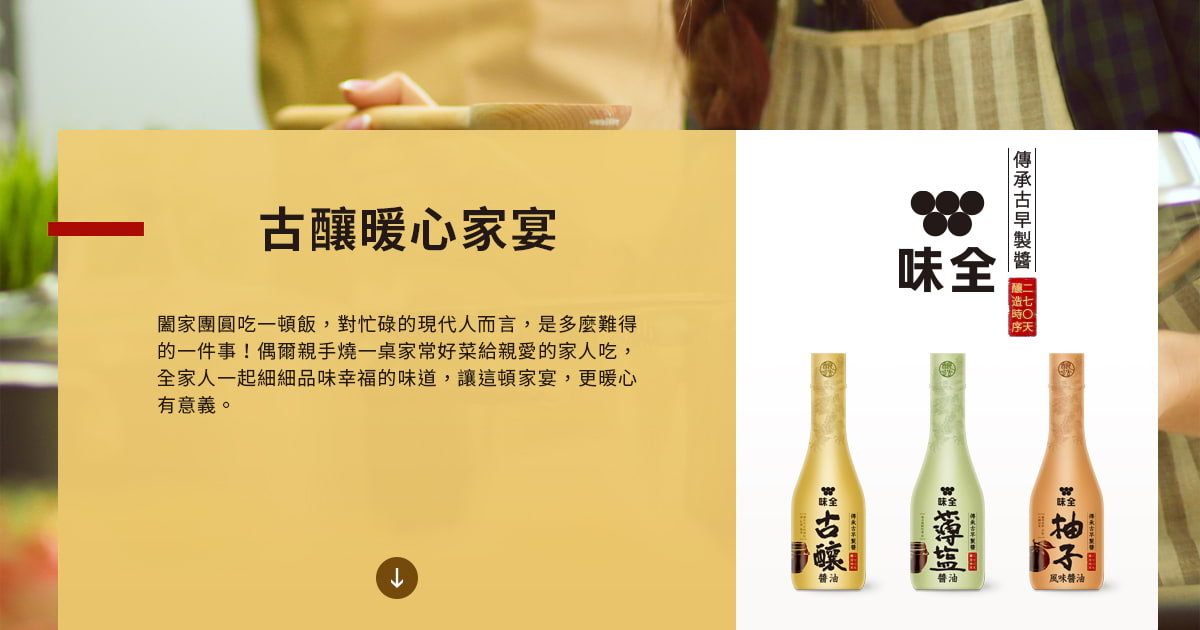 古釀暖心家宴
闔家團圓吃一頓飯，對忙碌的現代人而言，是多麼難得
的一件事！偶爾親手燒一桌家常好菜給親愛的家人吃，
全家人一起細細品味幸福的味道，讓這頓家宴，更暖心
有意義。
味全
傳承古早製醬
二七〇天
釀造時序
味全
傳承古早製醬
古釀
醬油
味全
傳承古早製醬
薄塩
醬油
味全
傳承古早製醬
柚子
風味醬油